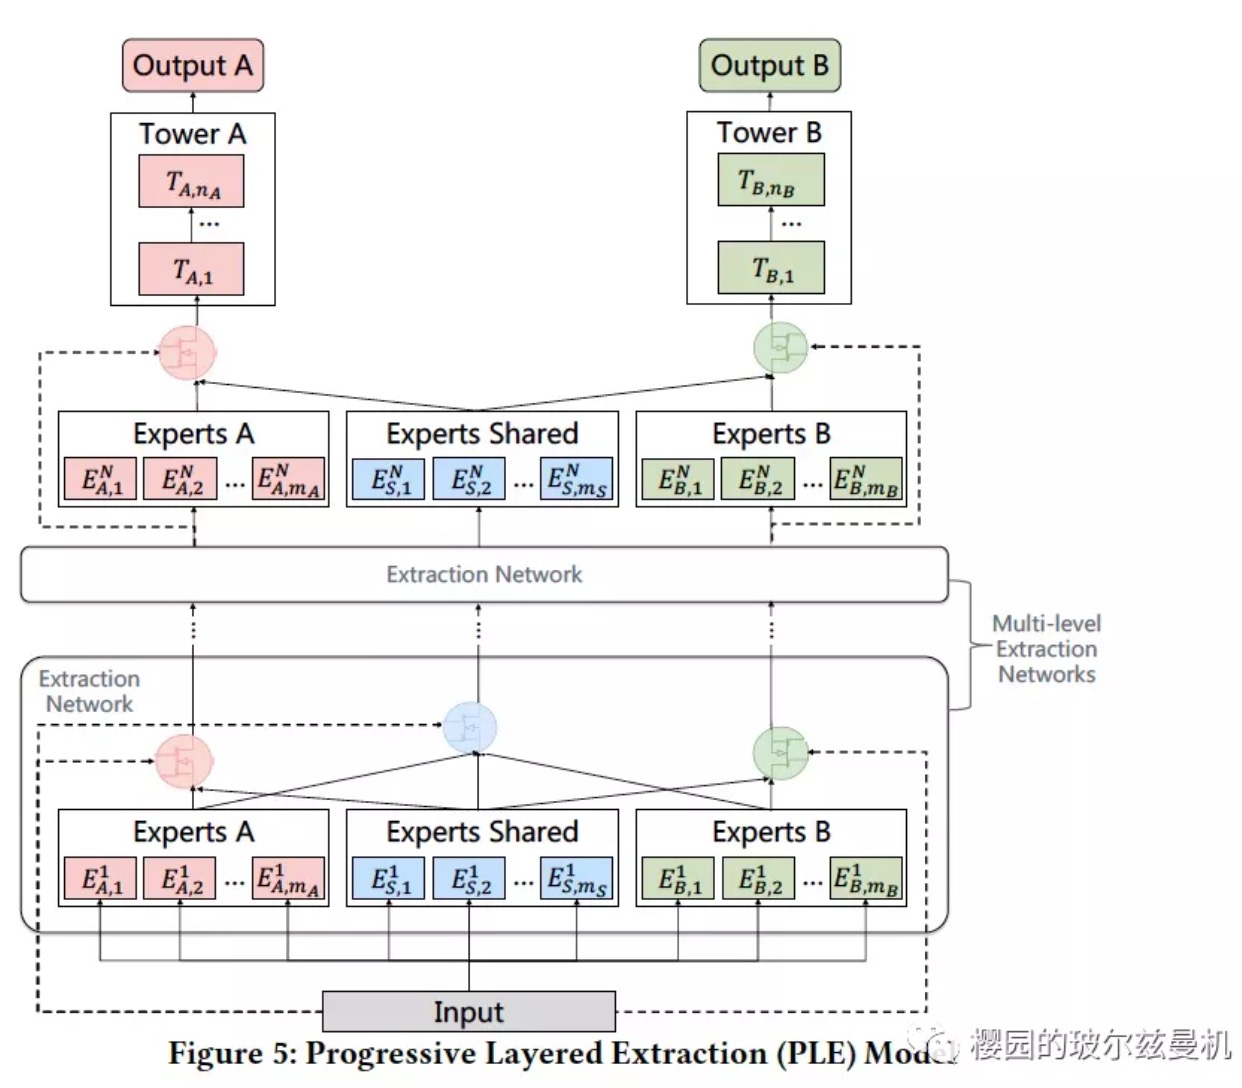 Output A
Output B
Tower A
Tower B
T_{A,n_A}
T_{B,n_B}
...
...
T_{A,1}
T_{B,1}
Experts A
Experts Shared
Experts B
E^N_{A,1} E^N_{A,2} ... E^N_{A,m_A}
E^N_{S,1} E^N_{S,2} ... E^N_{S,m_S}
E^N_{B,1} E^N_{B,2} ... E^N_{B,m_B}
Extraction Network
Multi-level
Extraction
Networks
Extraction
Network
Experts A
Experts Shared
Experts B
E^1_{A,1} E^1_{A,2} ... E^1_{A,m_A}
E^1_{S,1} E^1_{S,2} ... E^1_{S,m_S}
E^1_{B,1} E^1_{B,2} ... E^1_{B,m_B}
Input
Figure 5: Progressive Layered Extraction (PLE) Model
樱园的玻尔兹曼机